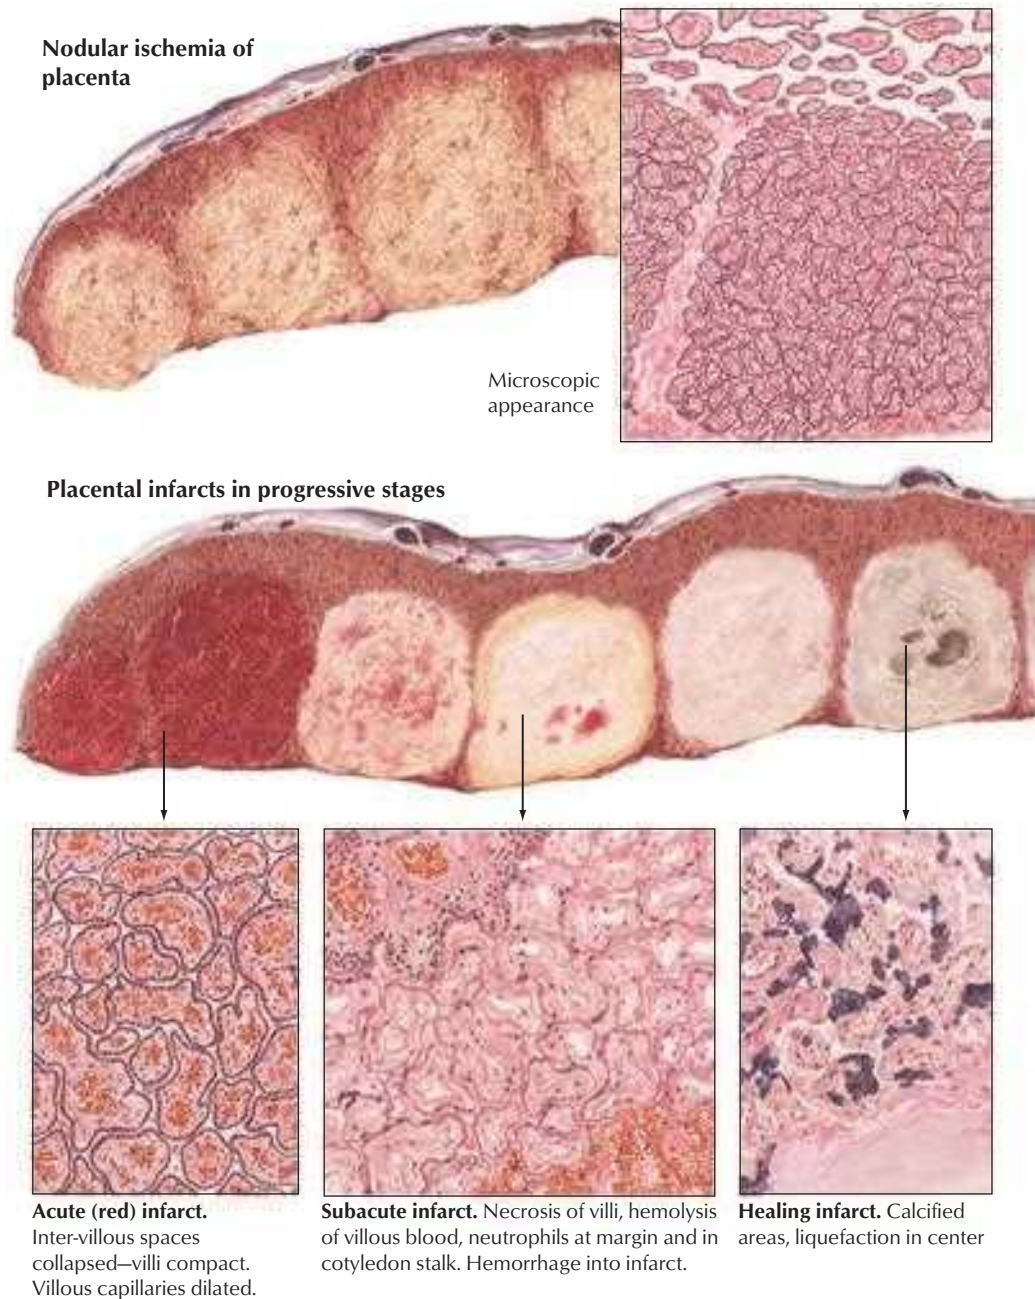 Nodular ischemia of
placenta
Microscopic
appearance
Placental infarcts in progressive stages
Acute (red) infarct.
Inter-villous spaces
collapsed—villi compact.
Villous capillaries dilated.
Subacute infarct. Necrosis of villi, hemolysis
of villous blood, neutrophils at margin and in
cotyledon stalk. Hemorrhage into infarct.
Healing infarct. Calcified
areas, liquefaction in center